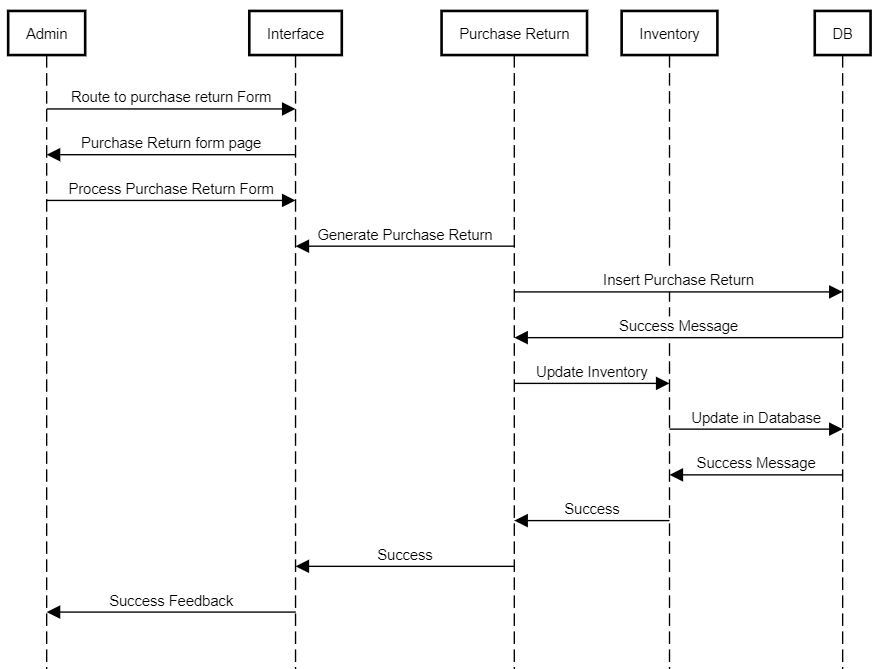 Admin
Interface
Purchase Return
Inventory
DB
Route to purchase return Form
Purchase Return form page
Process Purchase Return Form
Generate Purchase Return
Insert Purchase Return
Success Message
Update Inventory
Update in Database
Success Message
Success
Success
Success Feedback